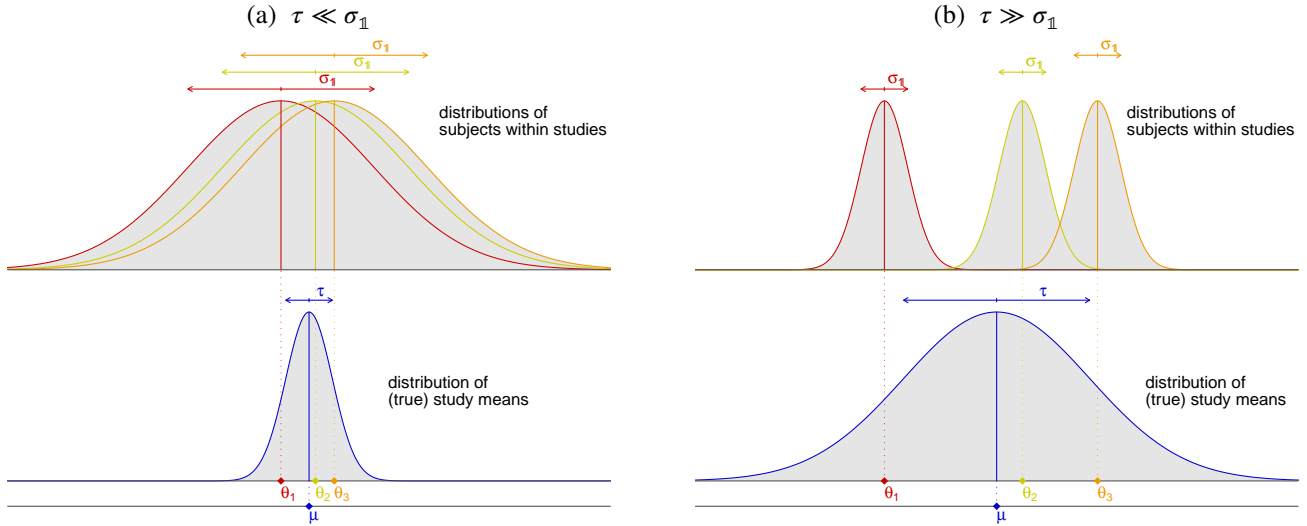 (a) τ ≪ σ𝟙
σ𝟙
σ𝟙
σ𝟙
distributions of
subjects within studies
τ
distribution of
(true) study means
θ1 θ2 θ3
μ
(b) τ ≫ σ𝟙
σ𝟙
σ𝟙
σ𝟙
distributions of
subjects within studies
τ
distribution of
(true) study means
θ1 θ2 θ3
μ